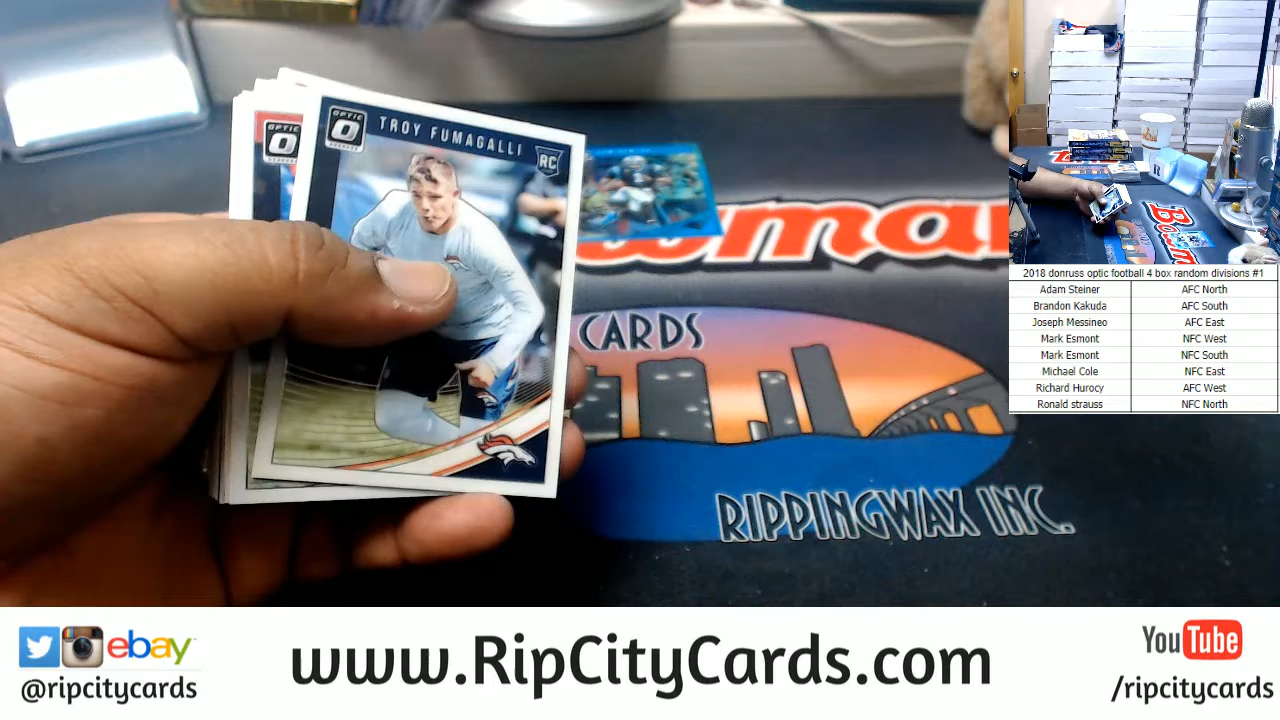 OPTIC
OPTIC
TROY FUMAGALLI
RC
owman
CARDS
RIPPINGWAX INC.
2018 donruss optic football 4 box random divisions #1
Adam Steiner AFC North
Brandon Kakuda AFC South
Joseph Messineo AFC East
Mark Esmont NFC West
Mark Esmont NFC South
Michael Cole NFC East
Richard Hurocy AFC West
Ronald strauss NFC North
ebay
@ripcitycards
www.RipCityCards.com
YouTube
/ripcitycards